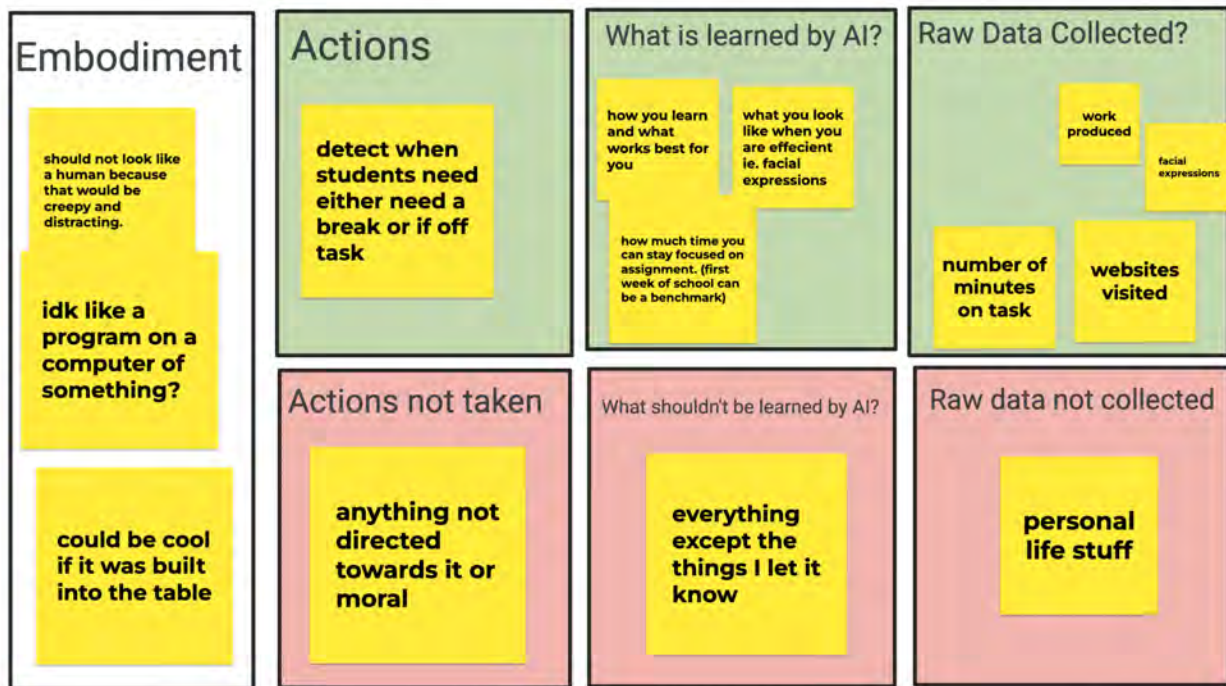 Embodiment
should not look like
a human because
that would be
creepy and
distracting.
idk like a
program on a
computer of
something?
could be cool
if it was built
into the table
Actions
detect when
students need
either need a
break or if off
task
What is learned by AI?
how you learn
and what
works best for
you
what you look
like when you
are effecient
ie. facial
expressions
how much time you
can stay focused on
assignment. (first
week of school can
be a benchmark)
Raw Data Collected?
work
produced
facial
expressions
number of
minutes
on task
websites
visited
Actions not taken
anything not
directed
towards it or
moral
What shouldn't be learned by AI?
everything
except the
things I let it
know
Raw data not collected
personal
life stuff